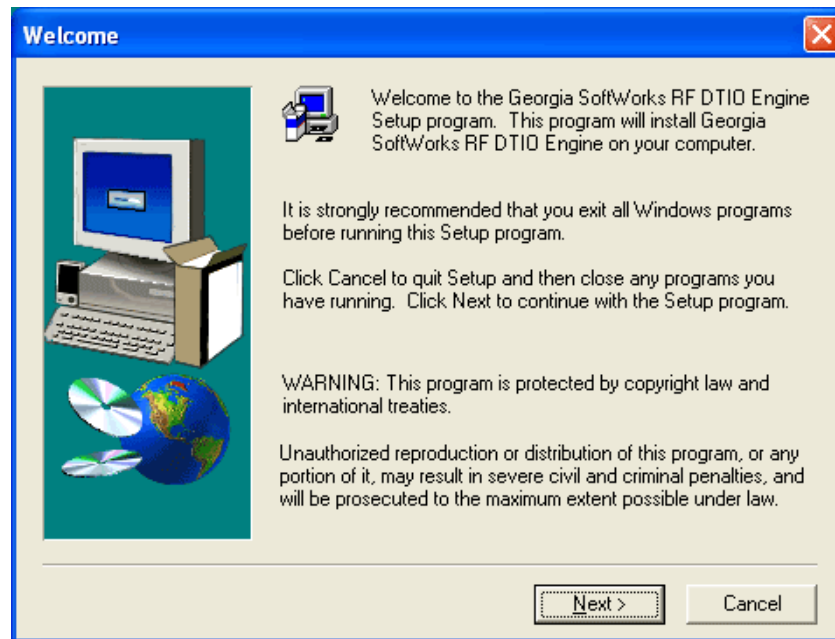 Welcome
Welcome to the Georgia SoftWorks RF DTIO Engine
Setup program. This program will install Georgia
SoftWorks RF DTIO Engine on your computer.
It is strongly recommended that you exit all Windows programs
before running this Setup program.
Click Cancel to quit Setup and then close any programs you
have running. Click Next to continue with the Setup program.
WARNING: This program is protected by copyright law and
international treaties.
Unauthorized reproduction or distribution of this program, or any
portion of it, may result in severe civil and criminal penalties, and
will be prosecuted to the maximum extent possible under law.
Next >
Cancel